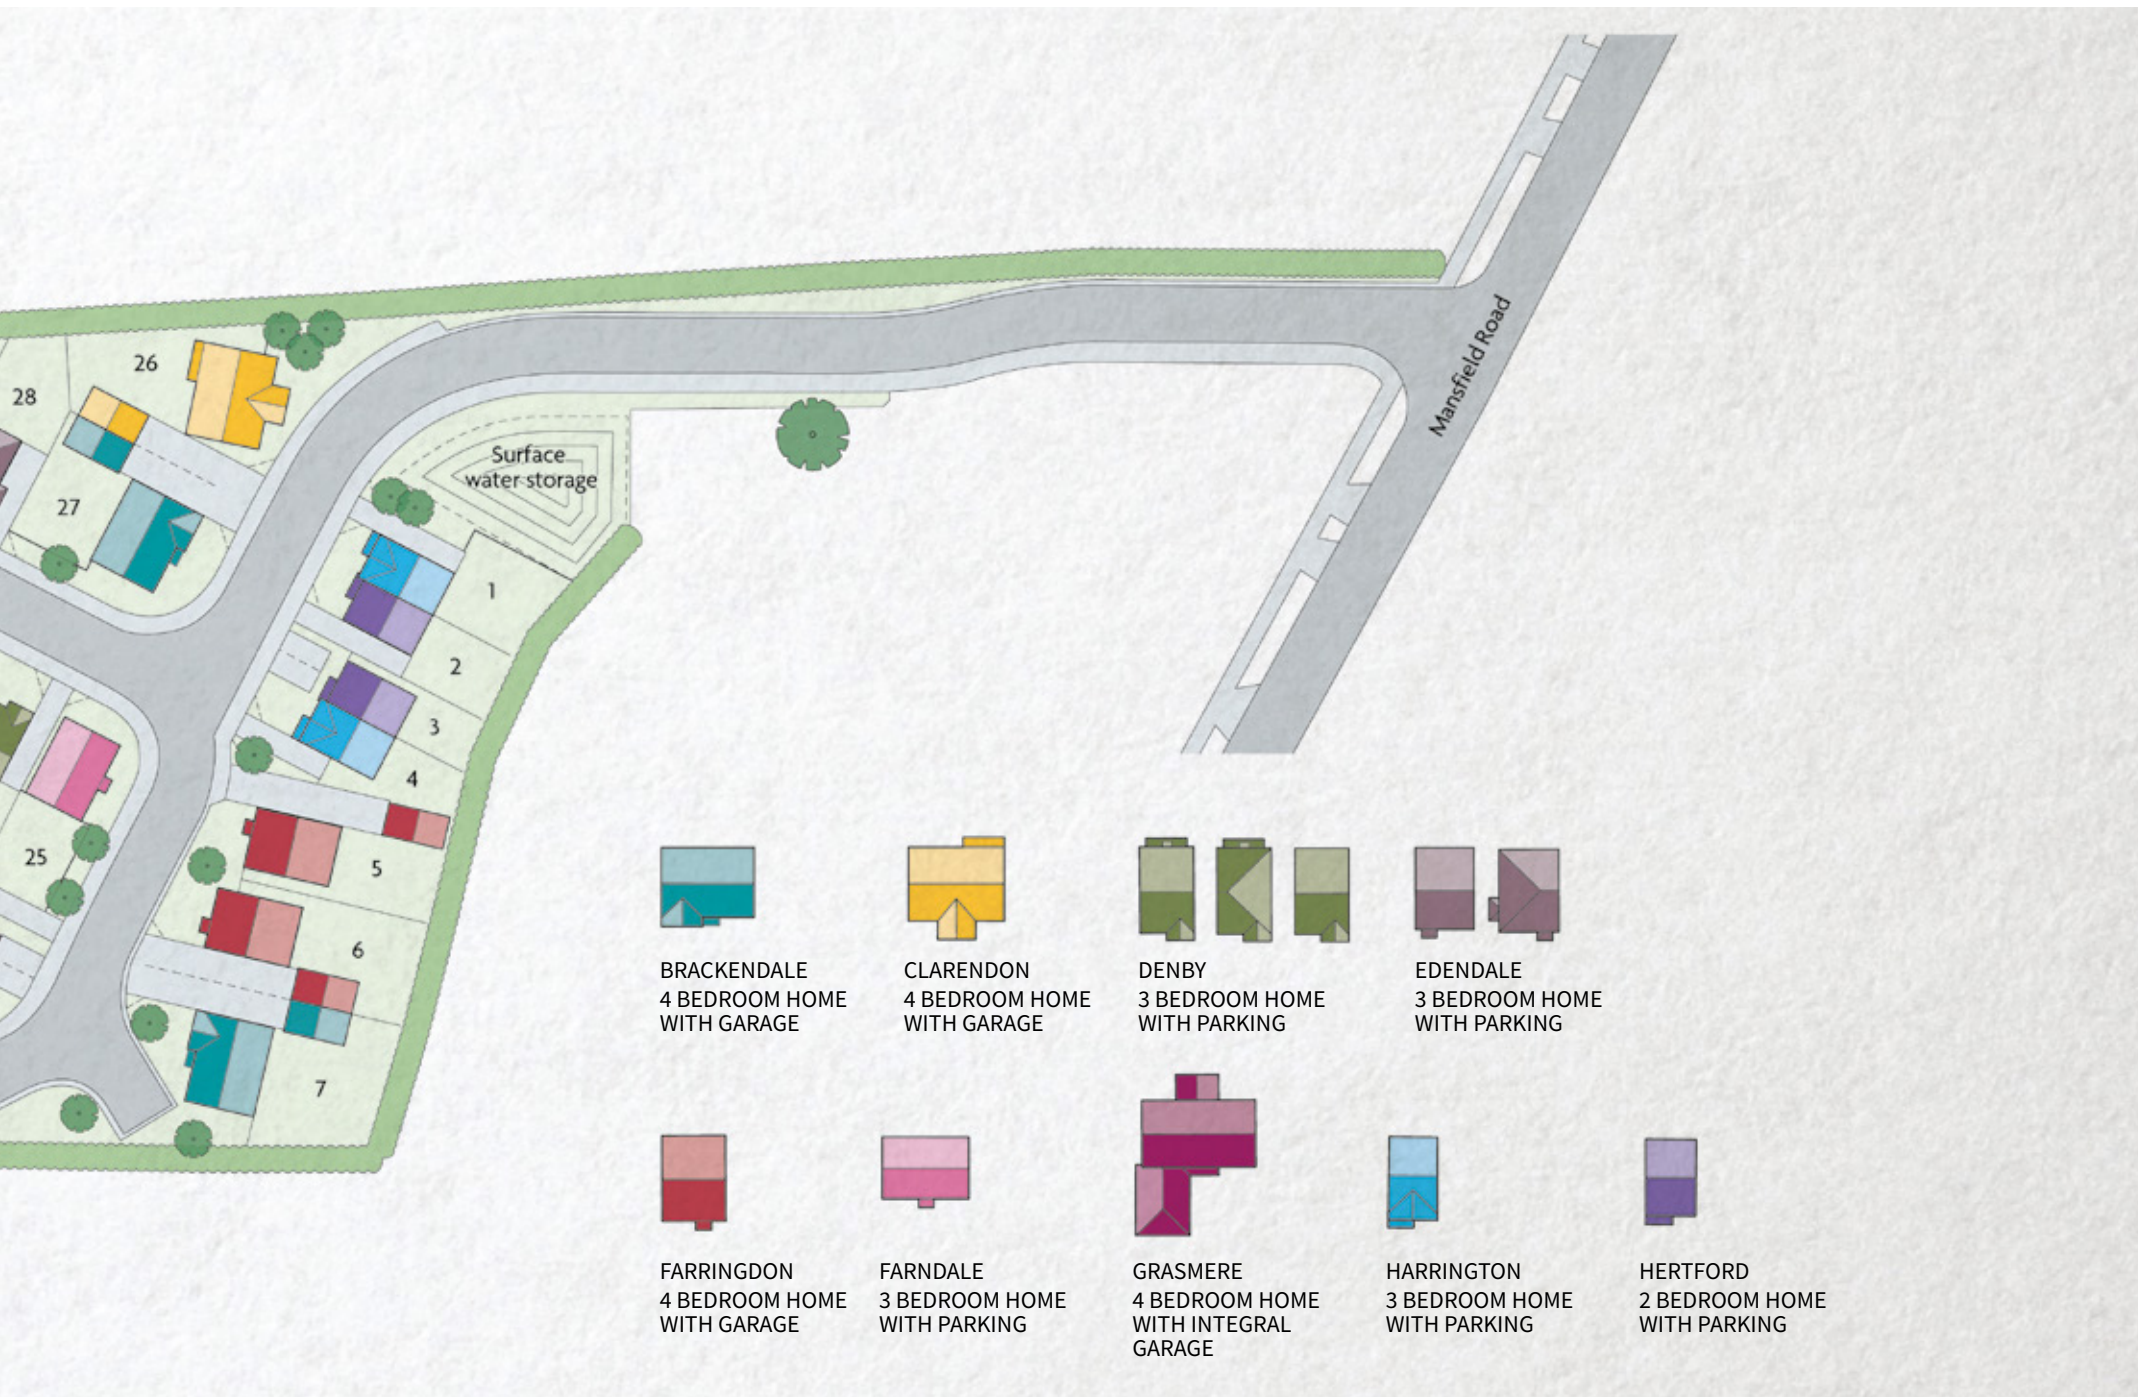 26
28
Mansfield Road
Surface
water storage
27
1
2
3
4
25
5
6
7
BRACKENDALE
4 BEDROOM HOME
WITH GARAGE
CLARENDON
4 BEDROOM HOME
WITH GARAGE
DENBY
3 BEDROOM HOME
WITH PARKING
EDENDALE
3 BEDROOM HOME
WITH PARKING
FARRINGDON
4 BEDROOM HOME
WITH GARAGE
FARNDALE
3 BEDROOM HOME
WITH PARKING
GRASMERE
4 BEDROOM HOME
WITH INTEGRAL
GARAGE
HARRINGTON
3 BEDROOM HOME
WITH PARKING
HERTFORD
2 BEDROOM HOME
WITH PARKING